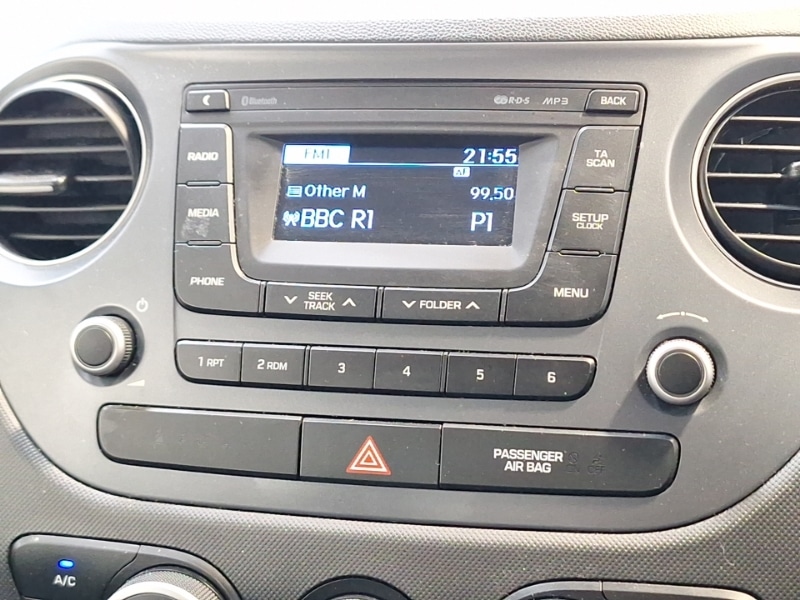 Bluetooth
R·D·S MP3 BACK
RADIO
FM1 21:55
TA
SCAN
AF
Other M 99.50
MEDIA
BBC R1 P1
SETUP
CLOCK
PHONE
SEEK
TRACK
FOLDER
MENU
1 RPT 2 RDM 3 4 5 6
PASSENGER
AIR BAG
A/C